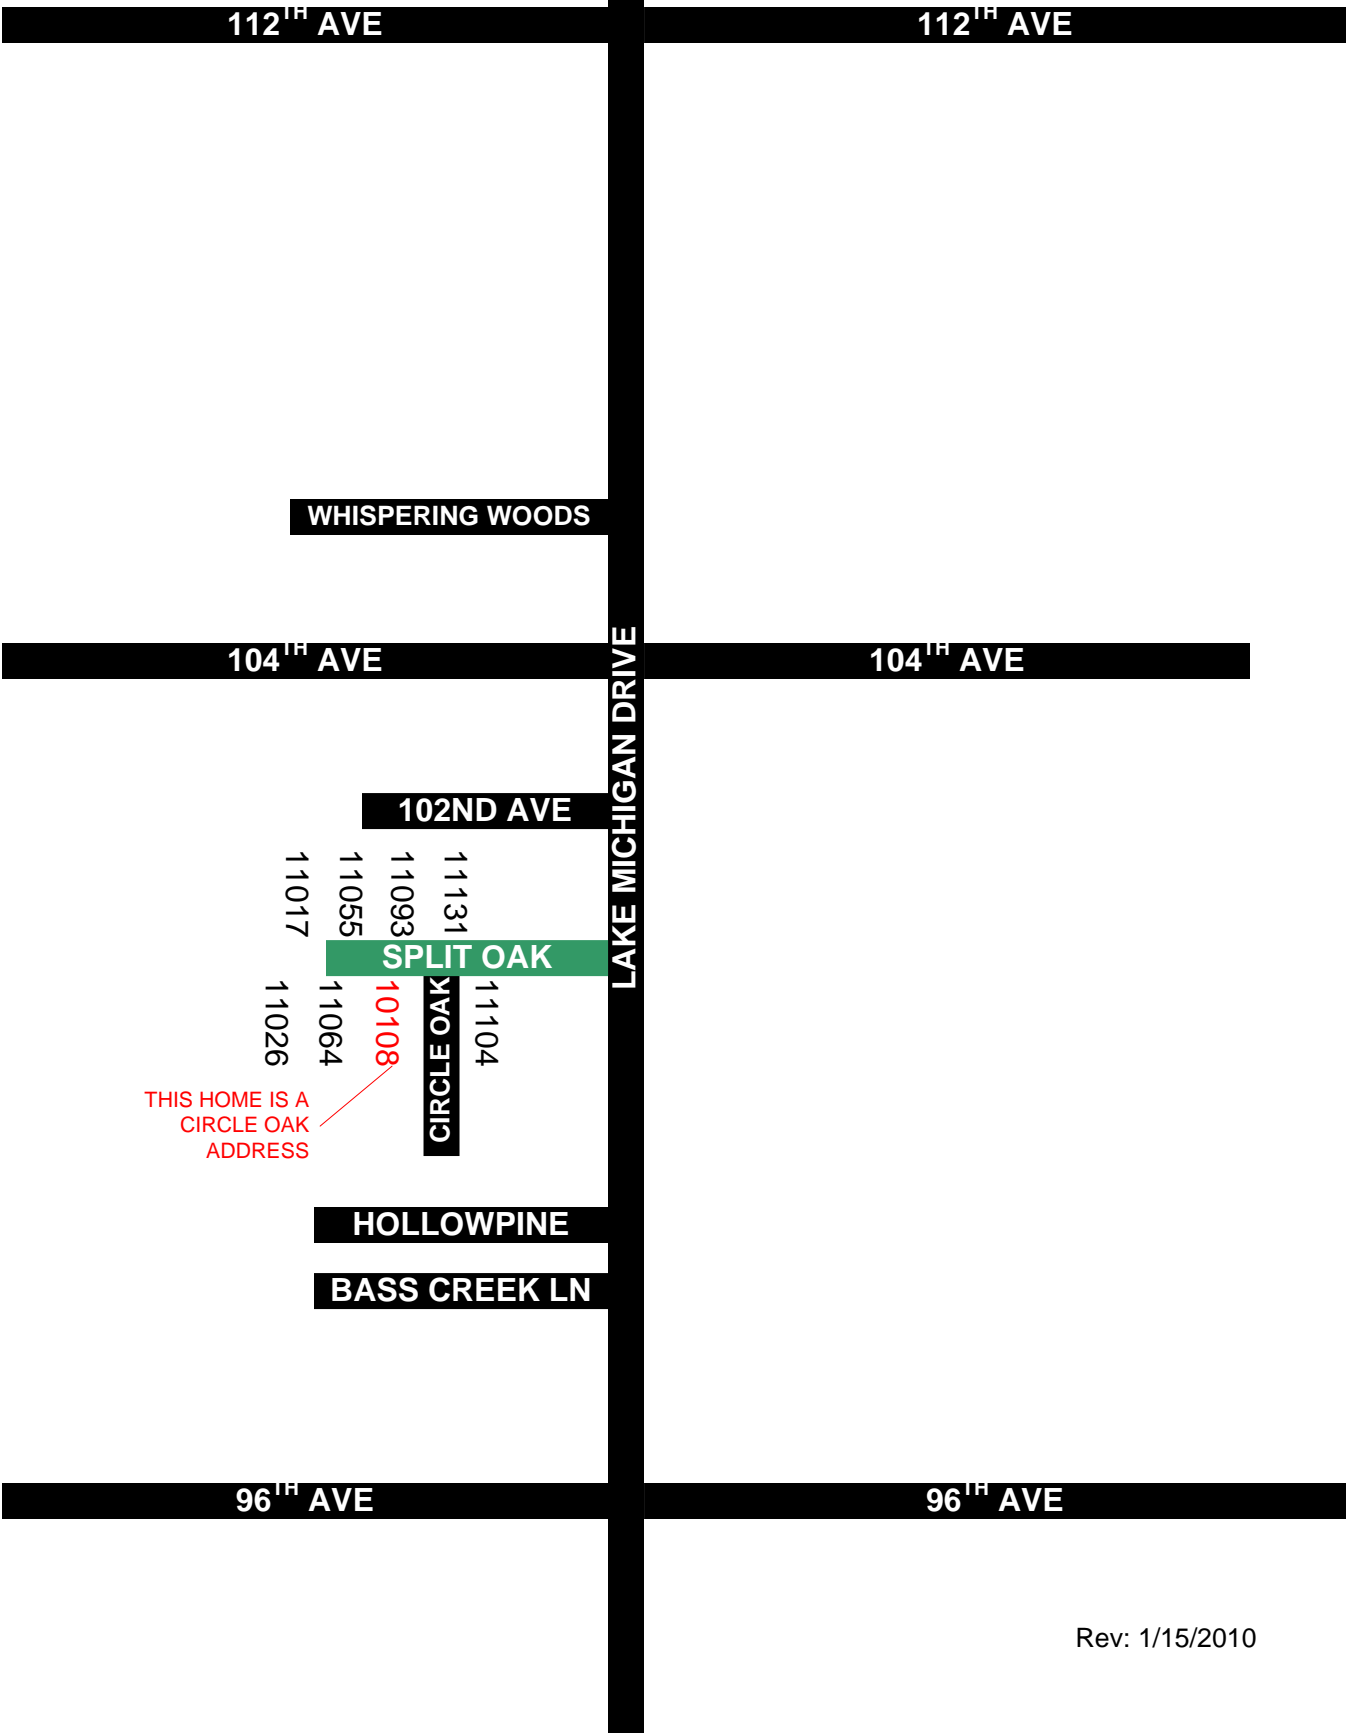 112TH AVE
112TH AVE
WHISPERING WOODS
104TH AVE
104TH AVE
LAKE MICHIGAN DRIVE
102ND AVE
11017
11055
11093
11131
SPLIT OAK
11026
11064
10108
CIRCLE OAK
11104
THIS HOME IS A
CIRCLE OAK
ADDRESS
HOLLOWPINE
BASS CREEK LN
96TH AVE
96TH AVE
Rev: 1/15/2010